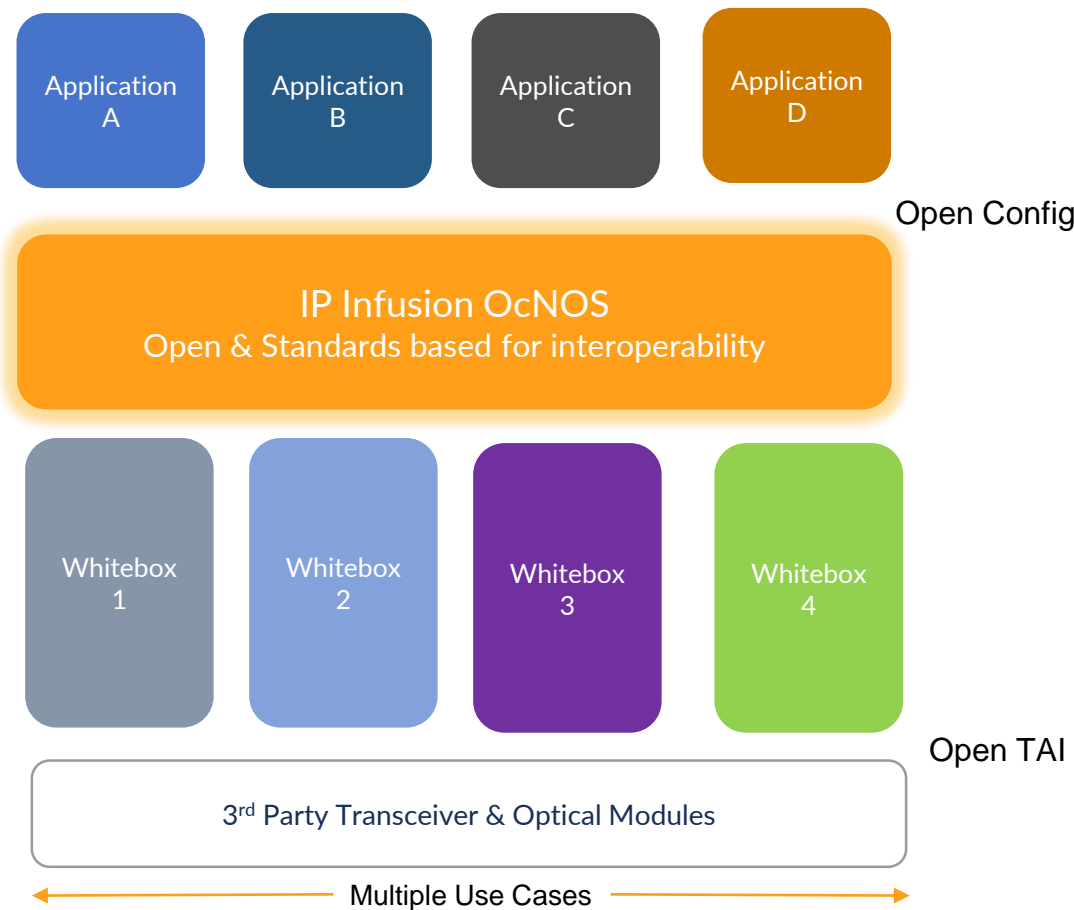 Application
A
Application
B
Application
C
Application
D
Open Config
IP Infusion OcNOS
Open & Standards based for interoperability
Whitebox
1
Whitebox
2
Whitebox
3
Whitebox
4
Open TAI
3rd Party Transceiver & Optical Modules
Multiple Use Cases